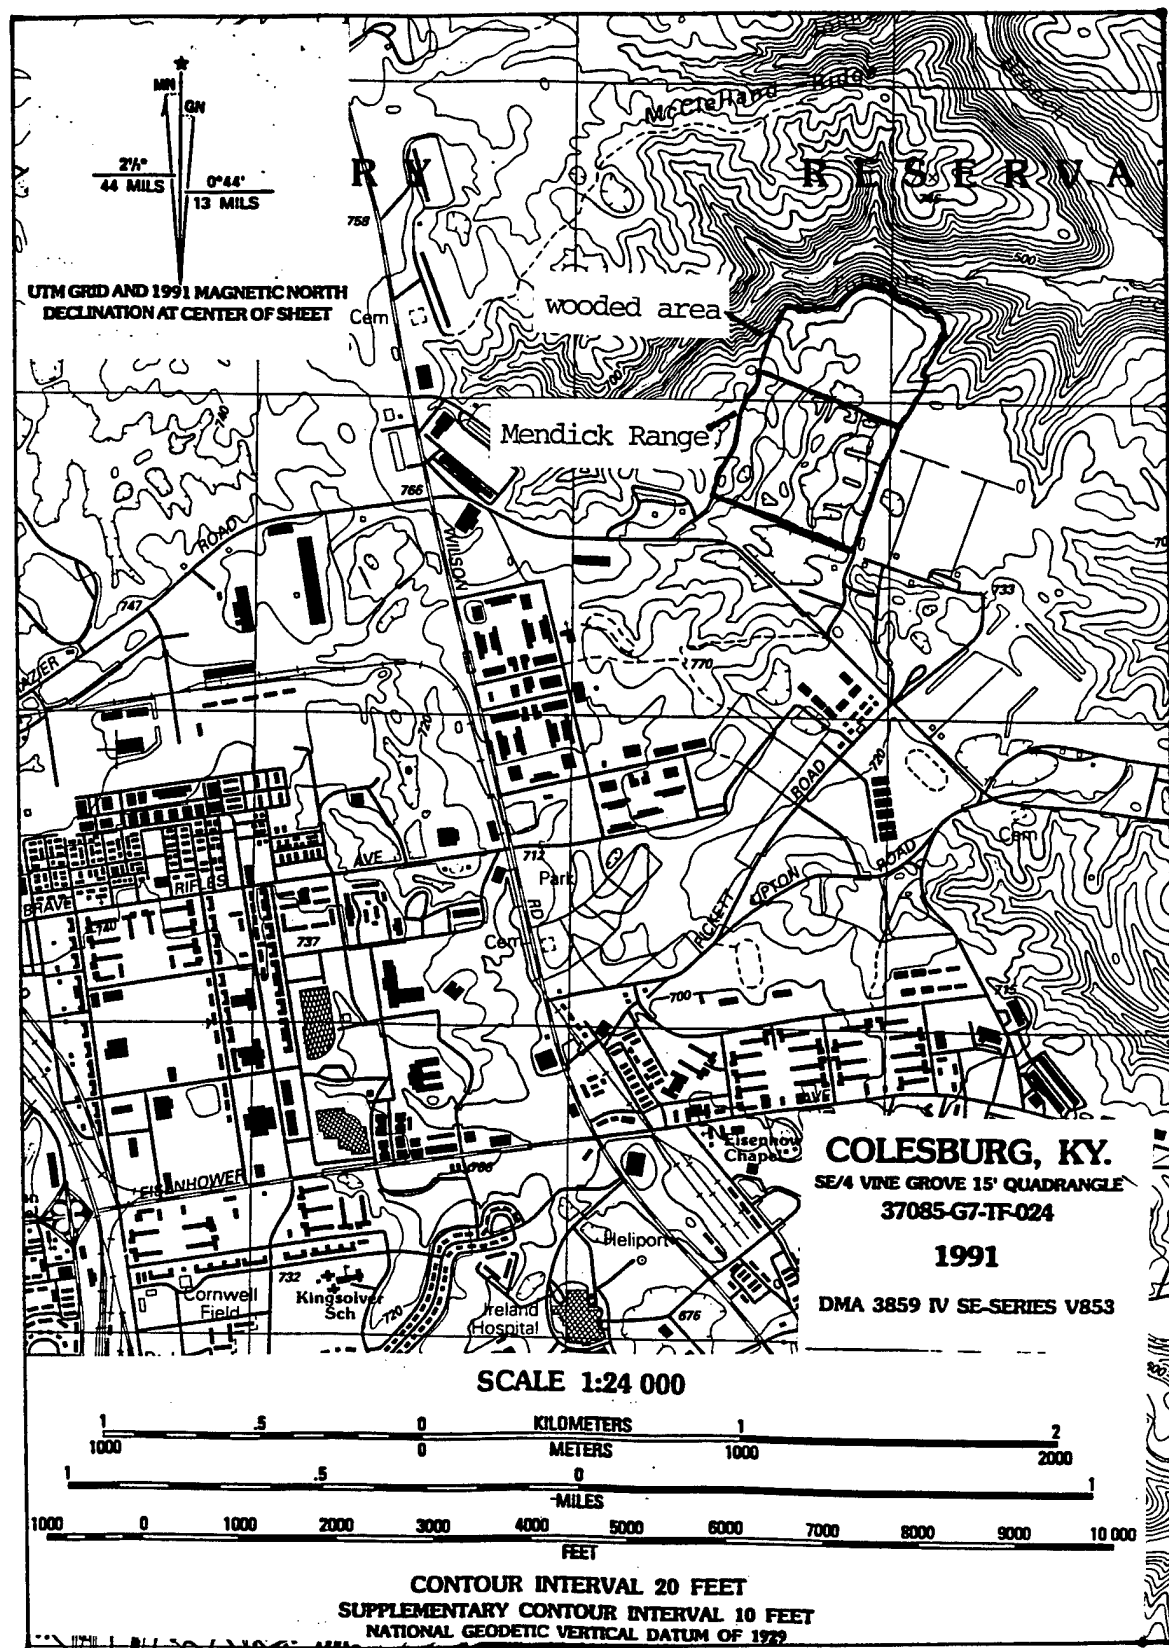 MN
GN
2½°
44 MILS
0°44'
13 MILS
UTM GRID AND 1991 MAGNETIC NORTH
DECLINATION AT CENTER OF SHEET
McClelland Ridge
R Y
R E S E R V A
758
745
500
Cem
wooded area
700
740
Mendick Range
766
ROAD
WILSON
747
733
770
720
ROAD
720
AVE
712
Park
RIFLES
BRAVE
740
737
RD
Cem
PICKETT
UPTON
ROAD
Cem
700
715
Eisenhow
Chapel
EISENHOWER
AVE
Heliport
732
Cornwell
Field
Kingsolver
Sch
720
Ireland
Hospital
676
COLESBURG, KY.
SE/4 VINE GROVE 15' QUADRANGLE
37085-G7-TF-024
1991
DMA 3859 IV SE-SERIES V853
SCALE 1:24 000
1 .5 0 KILOMETERS 1 2
1000 0 METERS 1000 2000
1 .5 0 1
MILES
1000 0 1000 2000 3000 4000 5000 6000 7000 8000 9000 10 000
FEET
CONTOUR INTERVAL 20 FEET
SUPPLEMENTARY CONTOUR INTERVAL 10 FEET
NATIONAL GEODETIC VERTICAL DATUM OF 1929